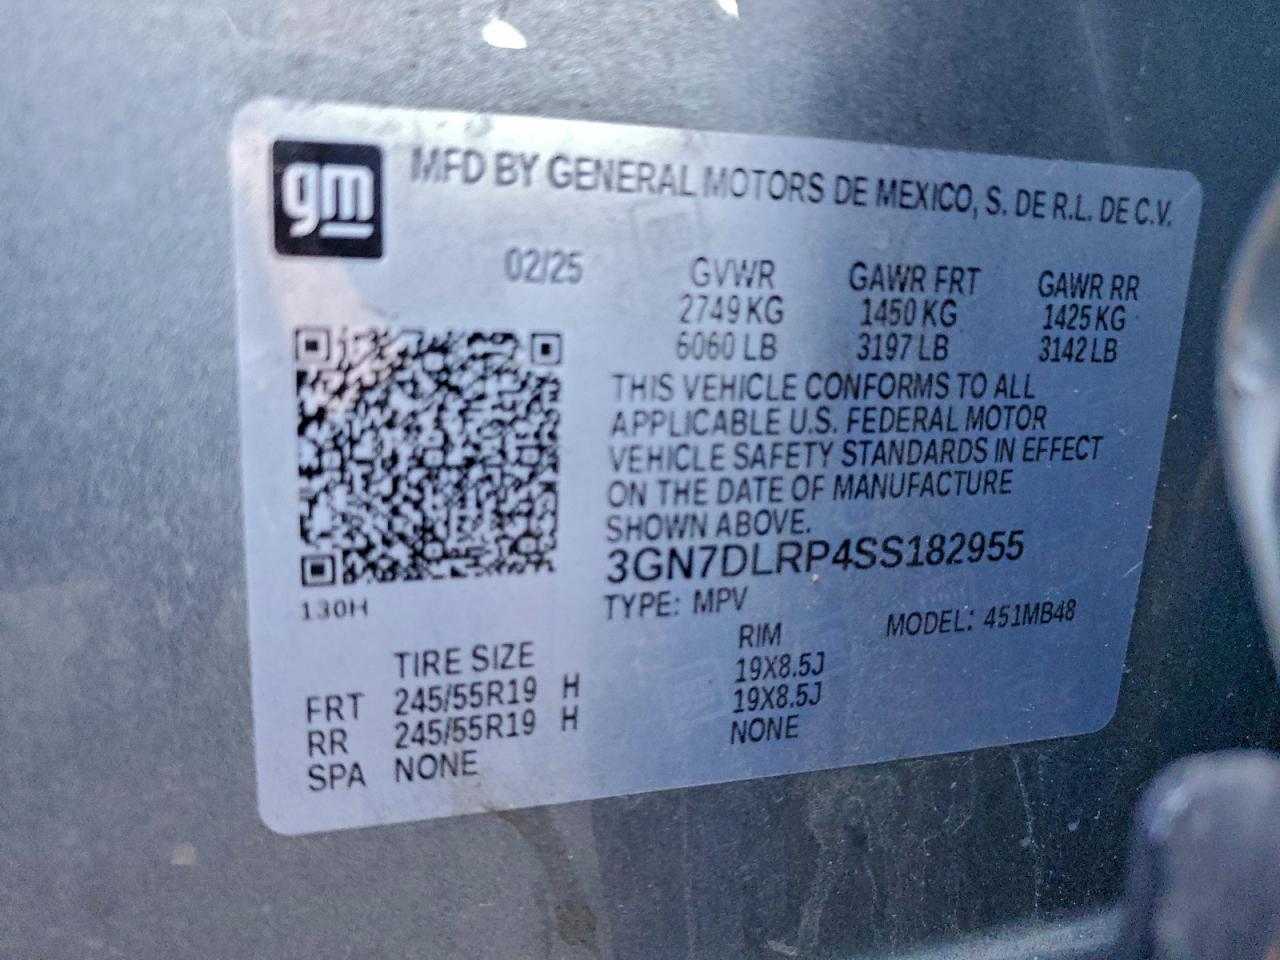 gm
MFD BY GENERAL MOTORS DE MEXICO, S. DE R.L. DE C.V.
02/25 GVWR GAWR FRT GAWR RR
2749 KG 1450 KG 1425 KG
6060 LB 3197 LB 3142 LB
THIS VEHICLE CONFORMS TO ALL
APPLICABLE U.S. FEDERAL MOTOR
VEHICLE SAFETY STANDARDS IN EFFECT
ON THE DATE OF MANUFACTURE
SHOWN ABOVE.
3GN7DLRP4SS182955
130H TYPE: MPV MODEL: 451MB48
TIRE SIZE RIM
FRT 245/55R19 H 19X8.5J
RR 245/55R19 H 19X8.5J
SPA NONE NONE